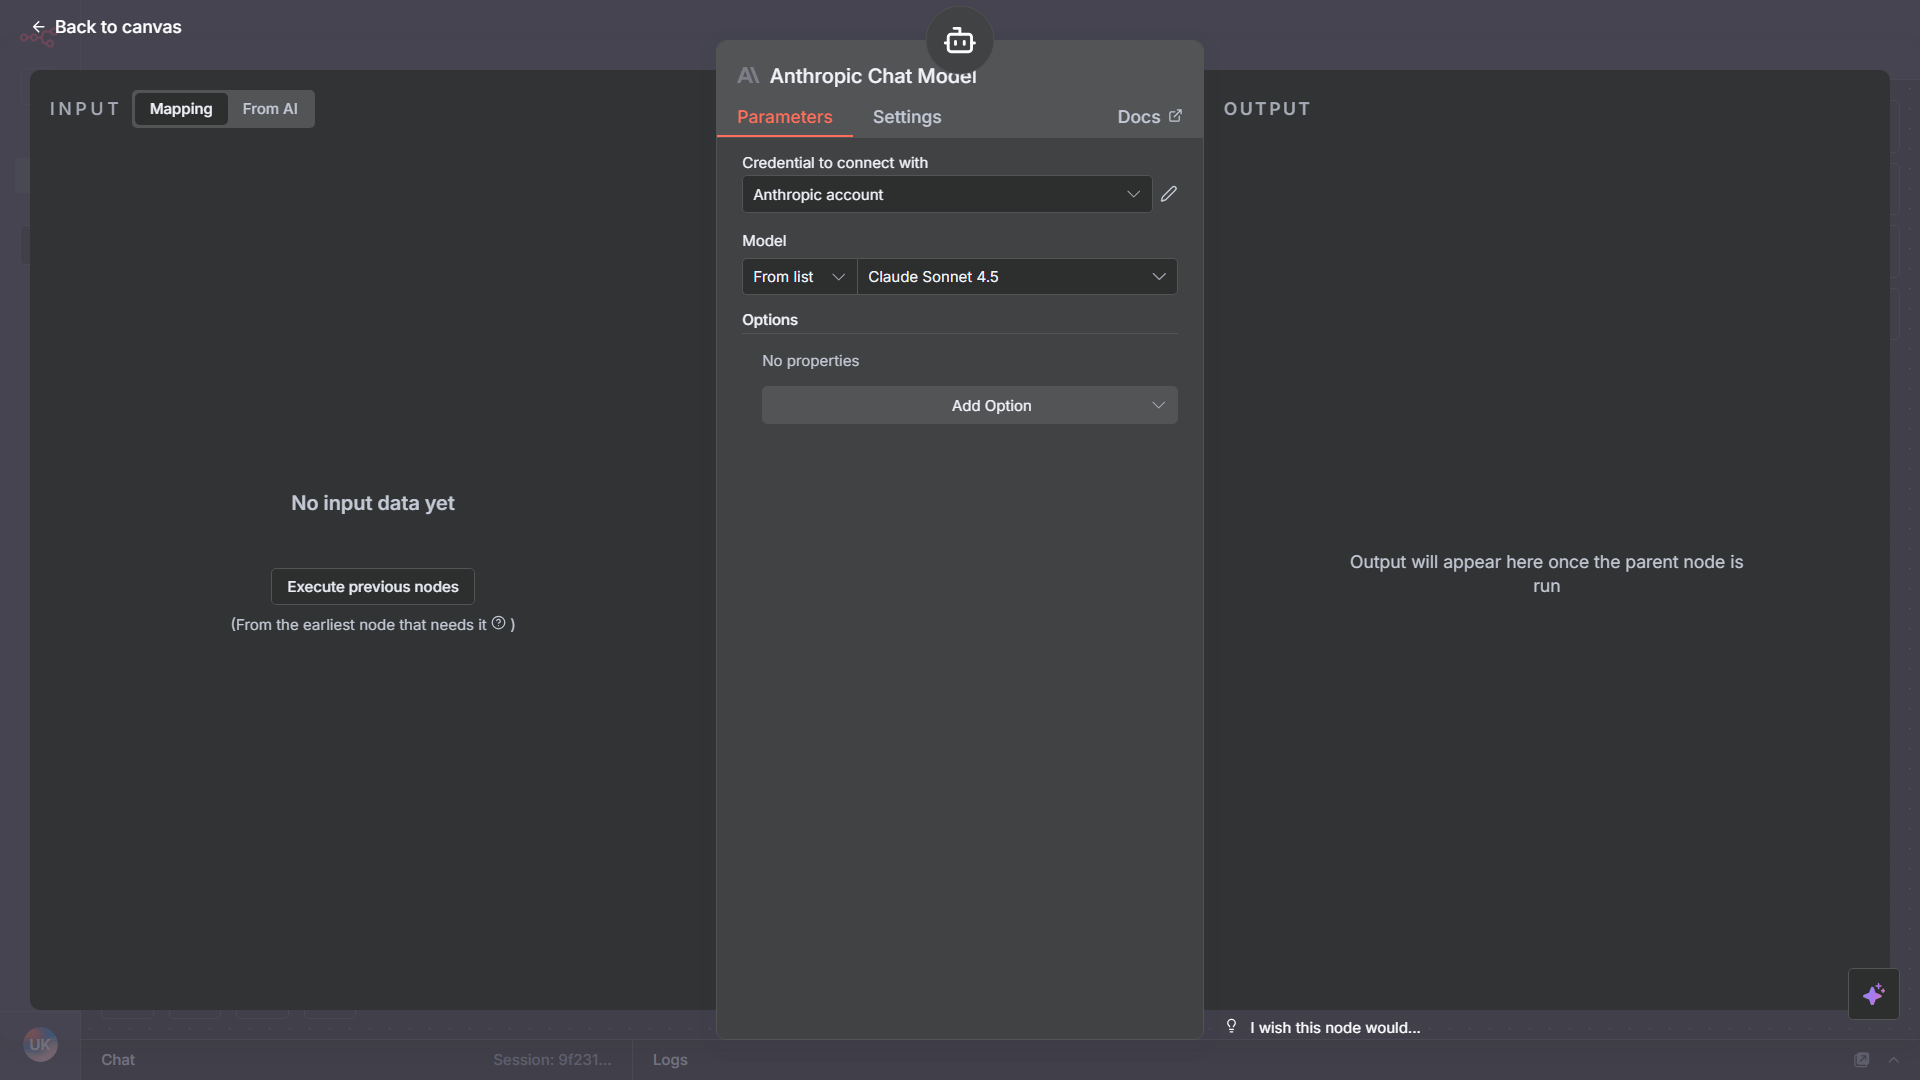 Back to canvas
INPUT
Mapping
From AI
No input data yet
Execute previous nodes
(From the earliest node that needs it )
Anthropic Chat Model
Parameters
Settings
Docs
Credential to connect with
Anthropic account
Model
From list
Claude Sonnet 4.5
Options
No properties
Add Option
OUTPUT
Output will appear here once the parent node is
run
I wish this node would...
UK
Chat
Session: 9f231...
Logs